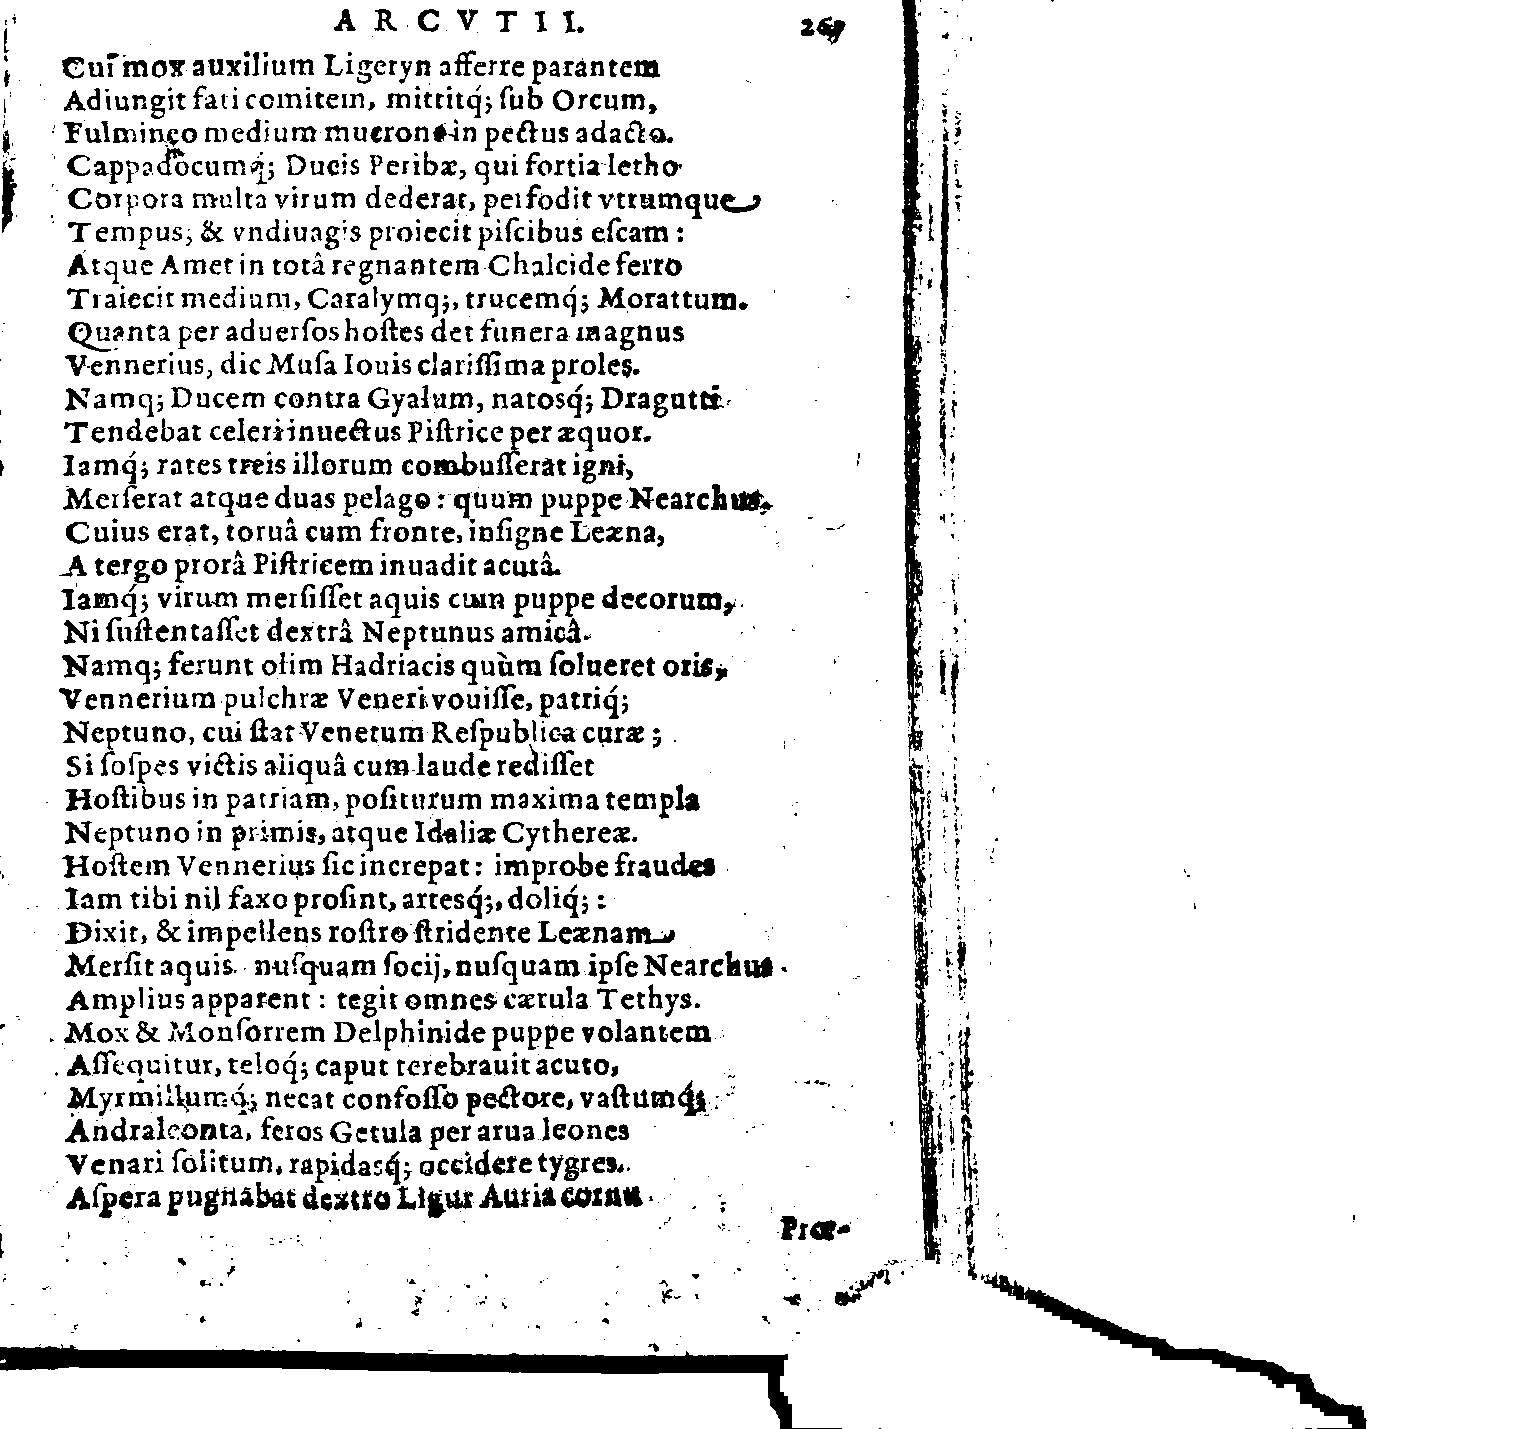 ARCVTII. 269
Cui mox auxilium Ligeryn afferre parantem
Adiungit fati comitem, mittitq́; ſub Orcum,
Fulmineo medium mucrone in pectus adacto.
Cappadocumq́; Ducis Peribæ, qui fortia letho
Corpora multa virum dederat, perfodit vtrumque
Tempus, & vndiuagis proiecit piſcibus eſcam:
Atque Amet in totâ regnantem Chalcide ferro
Traiecit medium, Caralymq;, trucemq́; Morattum.
Quanta per aduerſos hoſtes det funera magnus
Vennerius, dic Muſa Iouis clariſſima proles.
Namq; Ducem contra Gyalum, natosq́; Dragutti
Tendebat celeri inuectus Piſtrice per æquor.
Iamq́; rates treis illorum combuſſerat igni,
Merſerat atque duas pelago: quum puppe Nearchus,
Cuius erat, toruâ cum fronte, inſigne Leæna,
A tergo prorâ Piſtricem inuadit acutâ.
Iamq́; virum merſiſſet aquis cum puppe decorum,
Ni ſuſtentaſſet dextrâ Neptunus amicâ.
Namq; ferunt olim Hadriacis quùm ſolueret oris,
Vennerium pulchræ Veneri vouiſſe, patriq́;
Neptuno, cui ſtat Venetum Reſpublica curæ;
Si ſoſpes victis aliquâ cum laude rediſſet
Hoſtibus in patriam, poſiturum maxima templa
Neptuno in primis, atque Idaliæ Cythereæ.
Hoſtem Vennerius ſic increpat: improbe fraudes
Iam tibi nil faxo proſint, artesq́;, doliq́;:
Dixit, & impellens roſtro ſtridente Leænam
Merſit aquis. nuſquam ſocij, nuſquam ipſe Nearchus
Amplius apparent: tegit omnes cærula Tethys.
Mox & Monſorrem Delphinide puppe volantem
Aſſequitur, teloq́; caput terebrauit acuto,
Myrmillumq́; necat confoſſo pectore, vaſtumq́;
Andraleonta, feros Getula per arua leones
Venari ſolitum, rapidasq́; occidere tygres.
Aſpera pugnabat dextro Ligur Auria cornu
Præ-